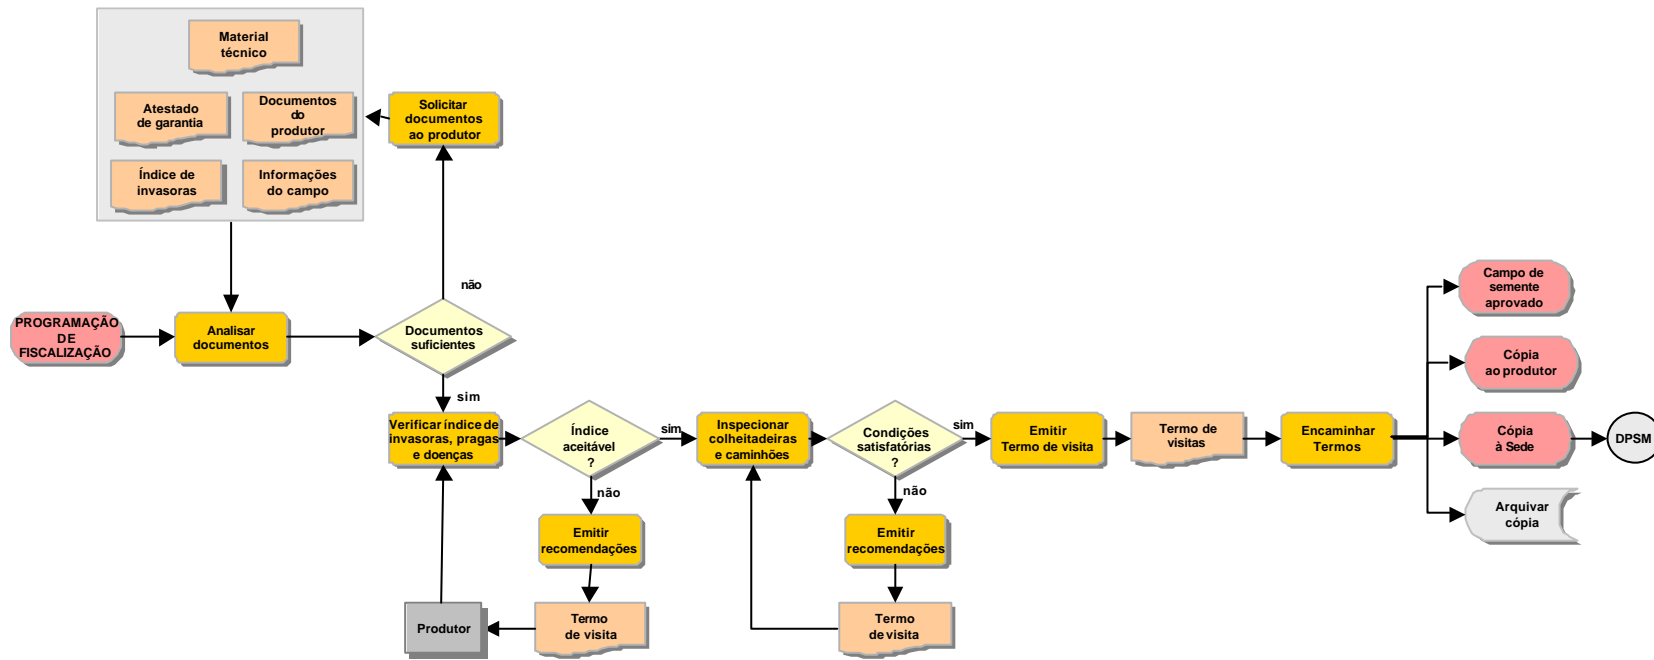 Material
técnico
Atestado
de garantia
Documentos
do
produtor
Solicitar
documentos
ao produtor
Índice de
invasoras
Informações
do campo
não
PROGRAMAÇÃO
DE
FISCALIZAÇÃO
Analisar
documentos
Documentos
suficientes
sim
Verificar índice de
invasoras, pragas
e doenças
Índice
aceitável
?
sim
Inspecionar
colheitadeiras
e caminhões
Condições
satisfatórias
?
sim
Emitir
Termo de visita
Termo de
visitas
Encaminhar
Termos
Campo de
semente
aprovado
Cópia
ao produtor
Cópia
à Sede
DPSM
Arquivar
cópia
não
Emitir
recomendações
Termo
de visita
Produtor
não
Emitir
recomendações
Termo
de visita